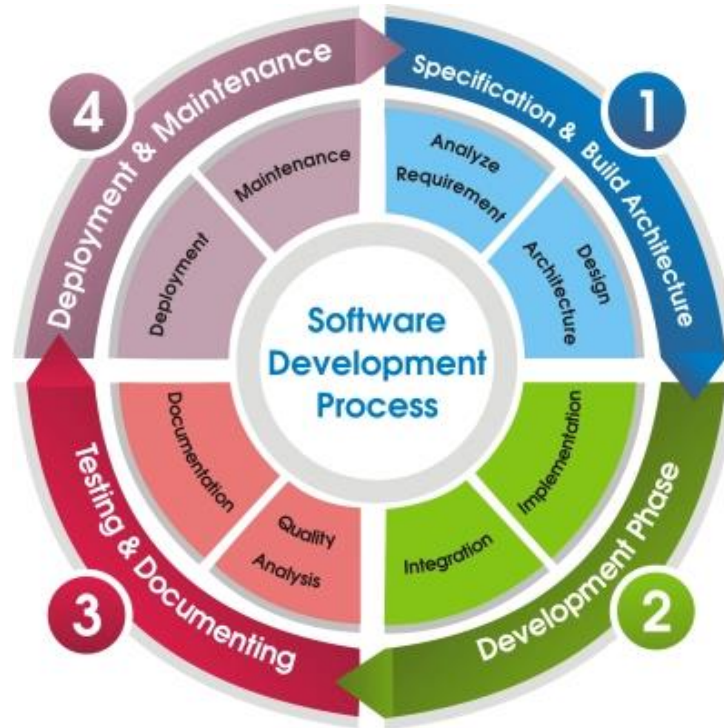 Software
Development
Process
1
Specification & Build Architecture
Analyze
Requirement
Design
Architecture
2
Development Phase
Implementation
Integration
3
Testing & Documenting
Quality
Analysis
Documentation
4
Deployment & Maintenance
Deployment
Maintenance